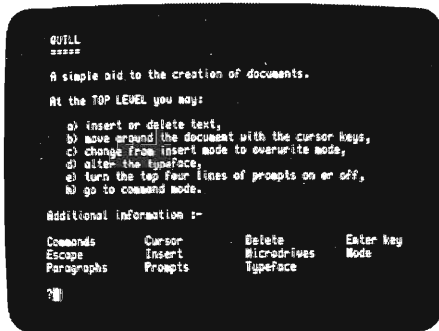 QUILL
=====
A simple aid to the creation of documents.
At the TOP LEVEL you may:
a) insert or delete text,
b) move around the document with the cursor keys,
c) change from insert mode to overwrite mode,
d) alter the typeface,
e) turn the top four lines of prompts on or off,
h) go to command mode.
Additional information :-
Commands Cursor Delete Enter key
Escape Insert Microdrives Mode
Paragraphs Prompts Typeface
?